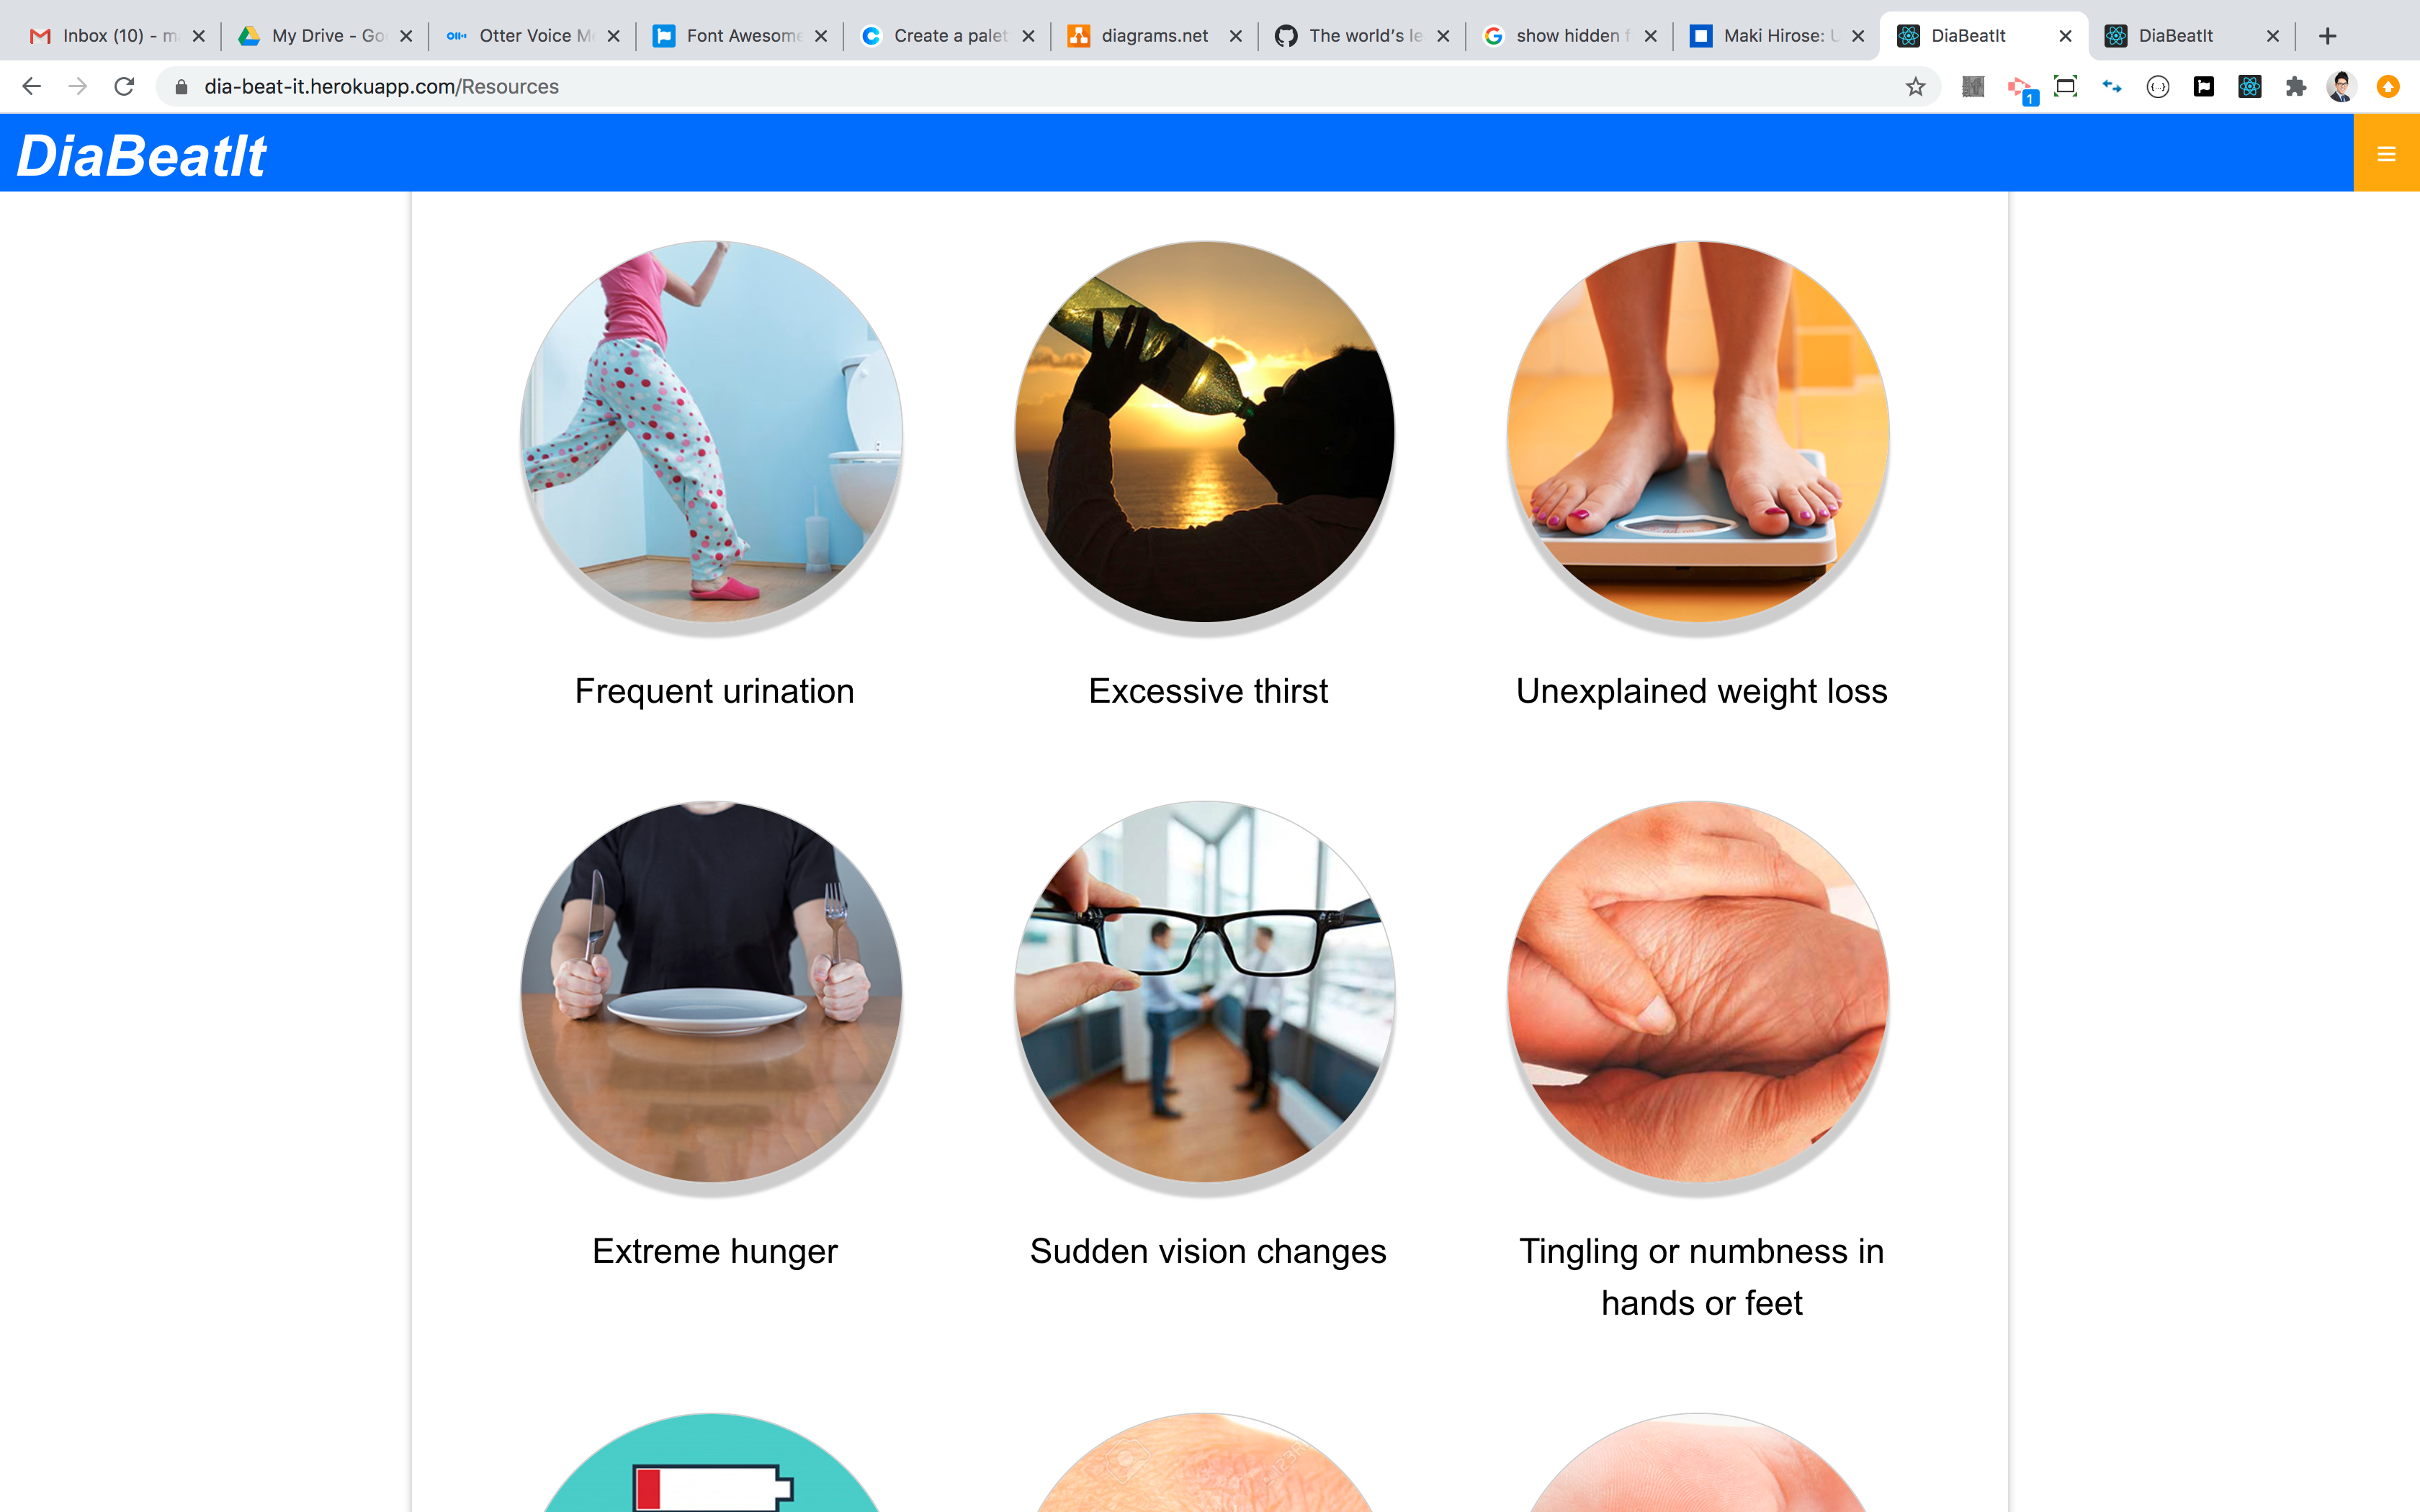 Inbox (10) - m
My Drive - Go
Otter Voice M
Font Awesome
Create a palet
diagrams.net
The world's le
show hidden f
Maki Hirose: U
DiaBeatIt
DiaBeatIt
dia-beat-it.herokuapp.com/Resources
1
DiaBeatIt
Frequent urination
Excessive thirst
Unexplained weight loss
Extreme hunger
Sudden vision changes
Tingling or numbness in
hands or feet